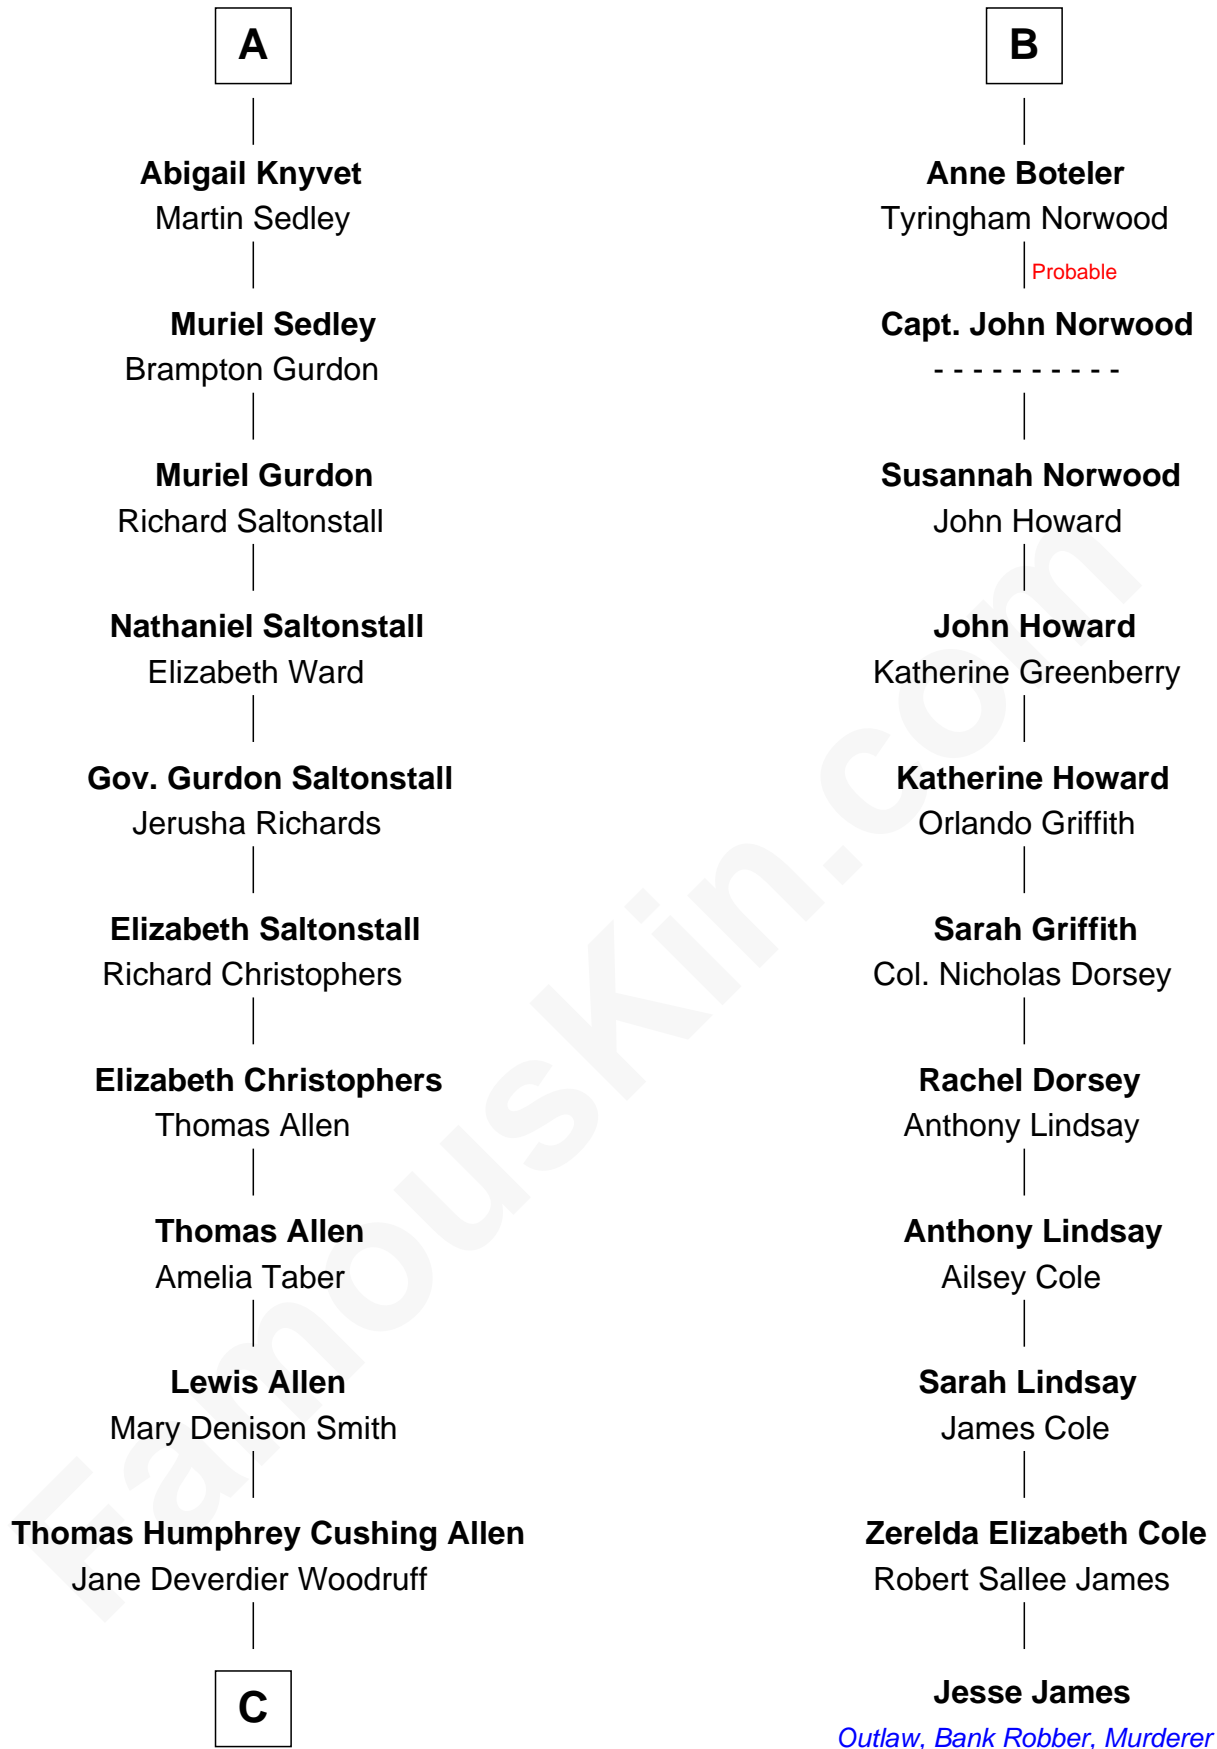 A
Abigail Knyvet
Martin Sedley
Muriel Sedley
Brampton Gurdon
Muriel Gurdon
Richard Saltonstall
Nathaniel Saltonstall
Elizabeth Ward
Gov. Gurdon Saltonstall
Jerusha Richards
Elizabeth Saltonstall
Richard Christophers
Elizabeth Christophers
Thomas Allen
Thomas Allen
Amelia Taber
Lewis Allen
Mary Denison Smith
Thomas Humphrey Cushing Allen
Jane Deverdier Woodruff
C
B
Anne Boteler
Tyringham Norwood
Probable
Capt. John Norwood
- - - - - - - - - -
Susannah Norwood
John Howard
John Howard
Katherine Greenberry
Katherine Howard
Orlando Griffith
Sarah Griffith
Col. Nicholas Dorsey
Rachel Dorsey
Anthony Lindsay
Anthony Lindsay
Ailsey Cole
Sarah Lindsay
James Cole
Zerelda Elizabeth Cole
Robert Sallee James
Jesse James
Outlaw, Bank Robber, Murderer
FamousKin.com